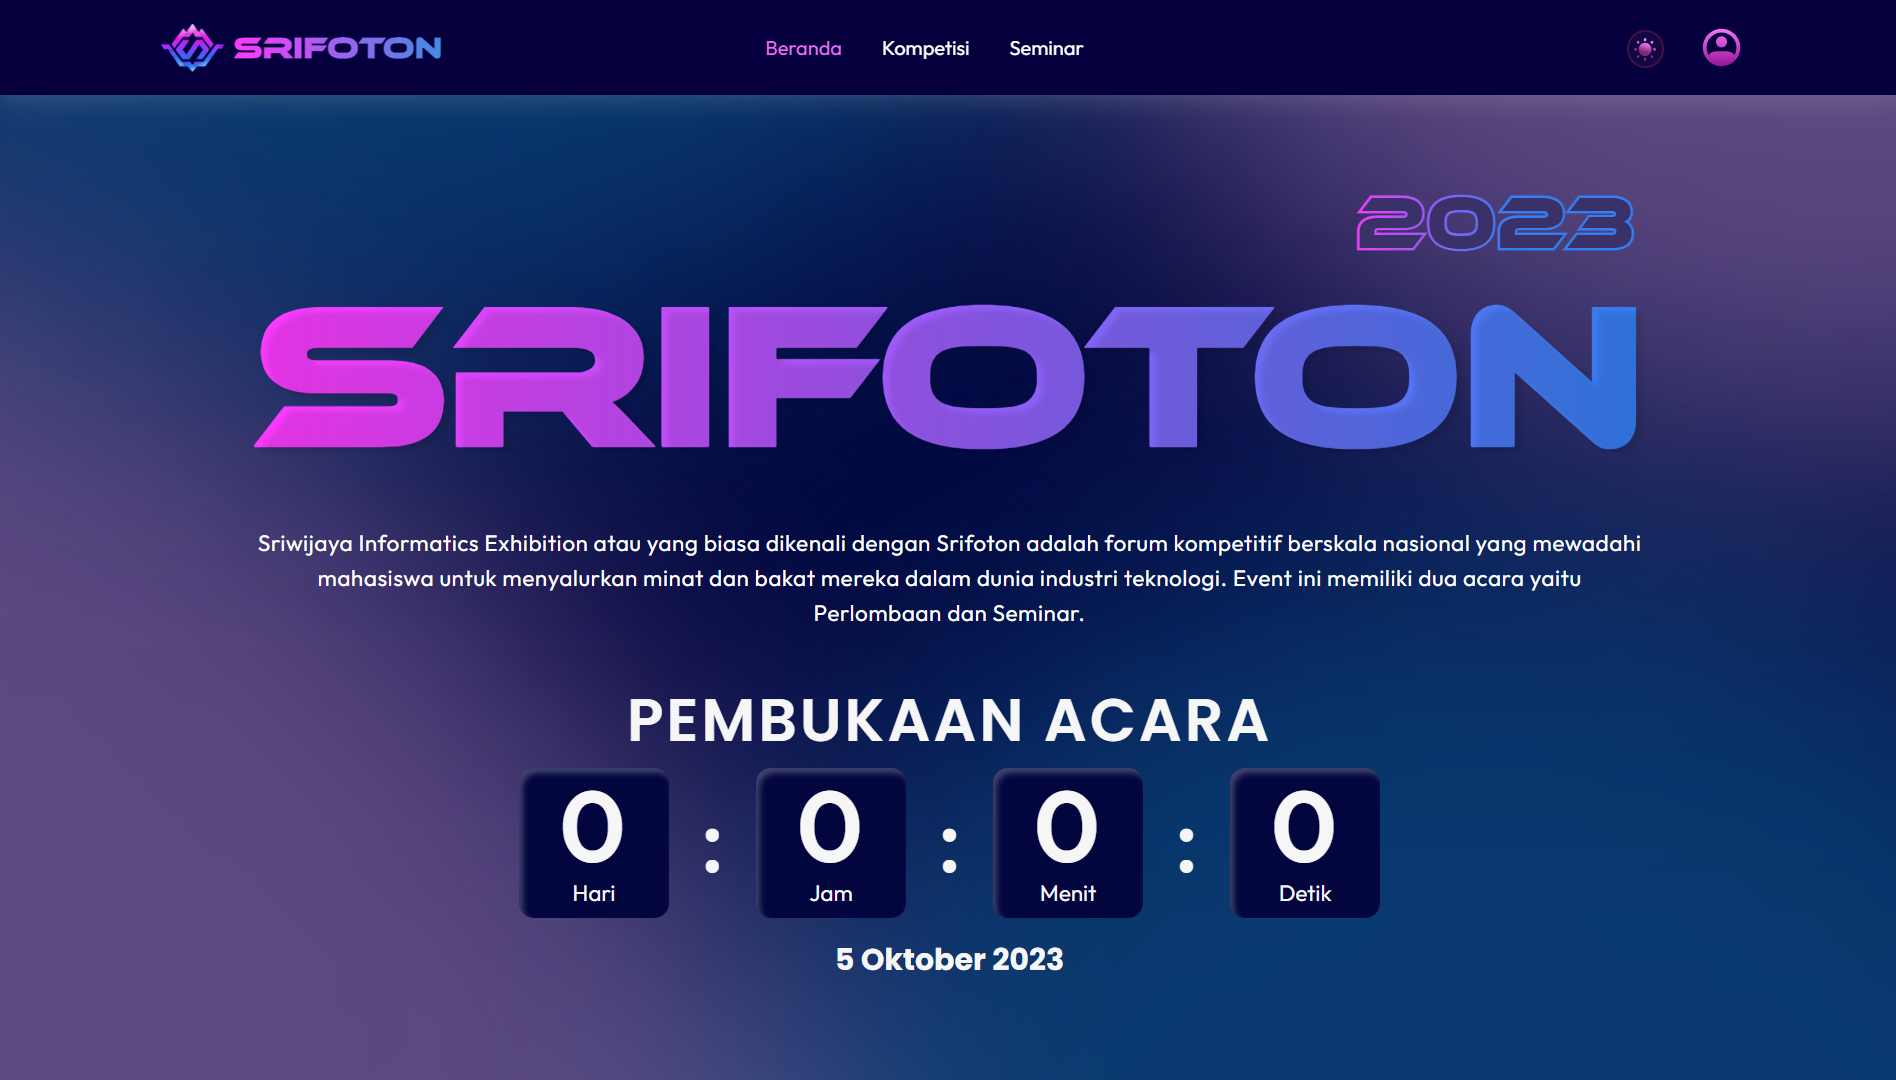 SRIFOTON
Beranda Kompetisi Seminar
2023
SRIFOTON
Sriwijaya Informatics Exhibition atau yang biasa dikenali dengan Srifoton adalah forum kompetitif berskala nasional yang mewadahi
mahasiswa untuk menyalurkan minat dan bakat mereka dalam dunia industri teknologi. Event ini memiliki dua acara yaitu
Perlombaan dan Seminar.
PEMBUKAAN ACARA
0 : 0 : 0 : 0
Hari Jam Menit Detik
5 Oktober 2023